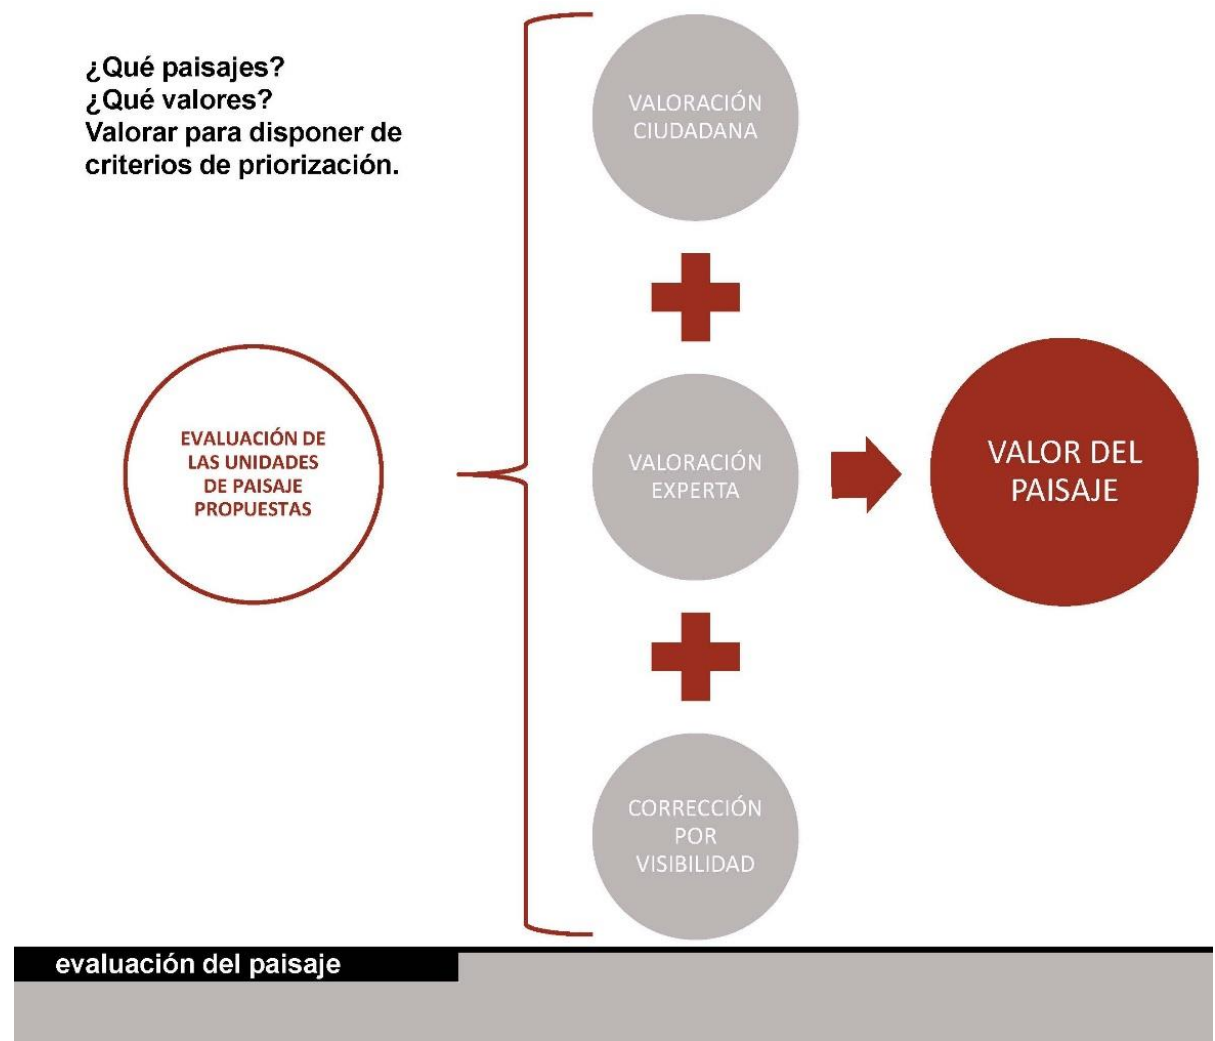 ¿Qué paisajes?
¿Qué valores?
Valorar para disponer de
criterios de priorización.
VALORACIÓN
CIUDADANA
EVALUACIÓN DE
LAS UNIDADES
DE PAISAJE
PROPUESTAS
VALORACIÓN
EXPERTA
VALOR DEL
PAISAJE
CORRECCIÓN
POR
VISIBILIDAD
evaluación del paisaje